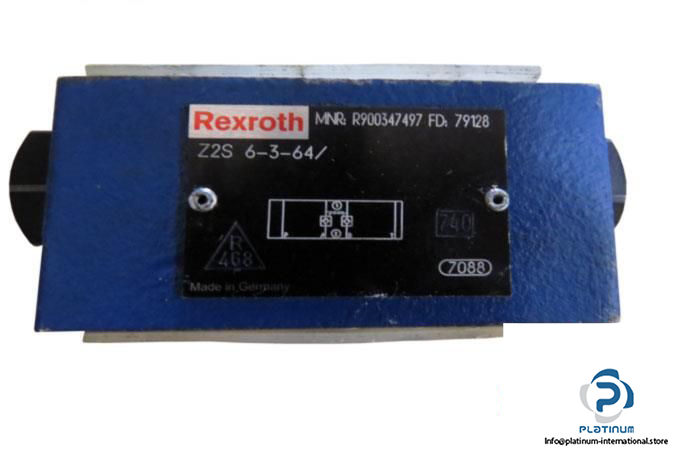 Rexroth MNR: R900347497 FD: 79128
Z2S 6-3-64/
R
4G8
740
7088
Made in Germany
PLATINUM
Info@platinum-international.store